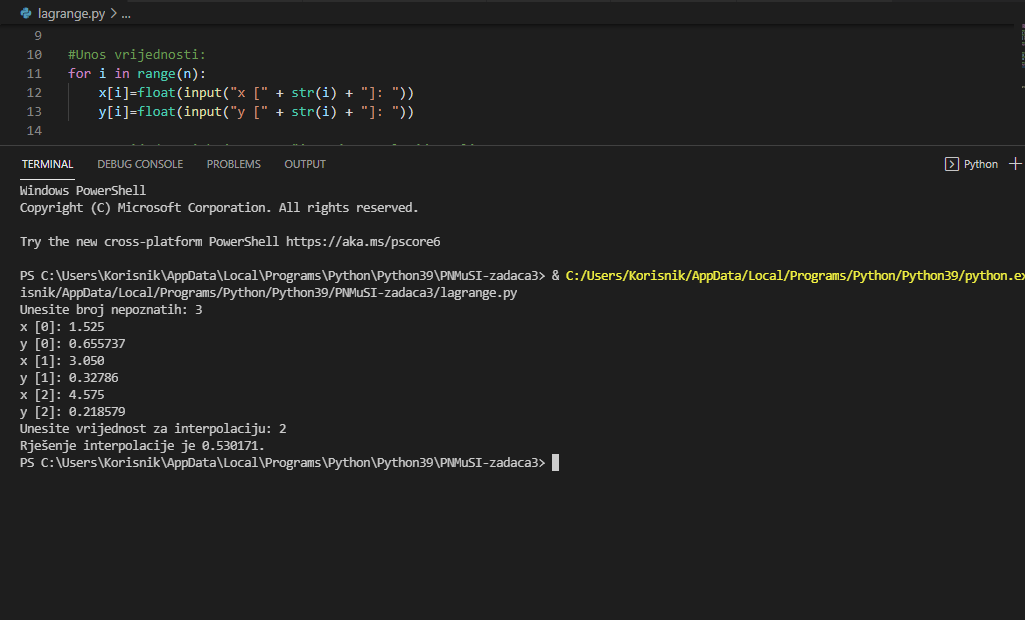 lagrange.py > ...
9
10 #Unos vrijednosti:
11 for i in range(n):
12 x[i]=float(input("x [" + str(i) + "]: "))
13 y[i]=float(input("y [" + str(i) + "]: "))
14
TERMINAL DEBUG CONSOLE PROBLEMS OUTPUT Python
Windows PowerShell
Copyright (C) Microsoft Corporation. All rights reserved.
Try the new cross-platform PowerShell https://aka.ms/pscore6
PS C:\Users\Korisnik\AppData\Local\Programs\Python\Python39\PNMuSI-zadaca3> & C:/Users/Korisnik/AppData/Local/Programs/Python/Python39/python.ex
isnik/AppData/Local/Programs/Python/Python39/PNMuSI-zadaca3/lagrange.py
Unesite broj nepoznatih: 3
x [0]: 1.525
y [0]: 0.655737
x [1]: 3.050
y [1]: 0.32786
x [2]: 4.575
y [2]: 0.218579
Unesite vrijednost za interpolaciju: 2
Rješenje interpolacije je 0.530171.
PS C:\Users\Korisnik\AppData\Local\Programs\Python\Python39\PNMuSI-zadaca3>